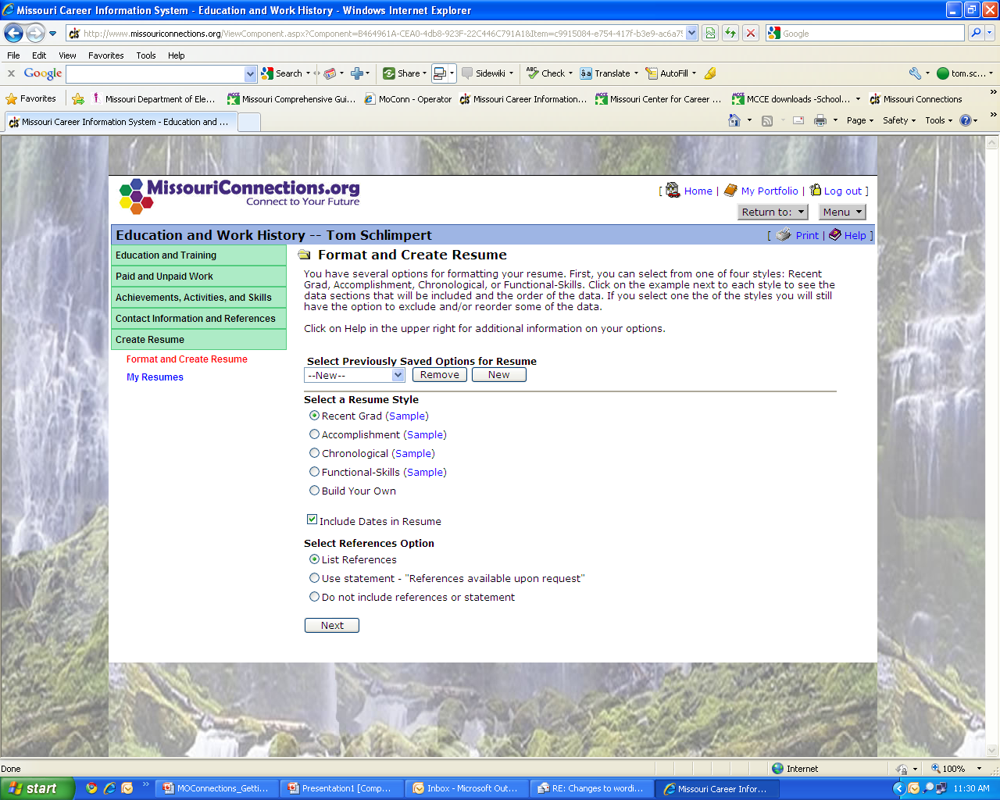 Missouri Career Information System - Education and Work History - Windows Internet Explorer
http://www.missouriconnections.org/ViewComponent.aspx?Component=B464961A-CEA0-4db8-923F-22C446C791A1&Item=c9915084-e754-417f-b3e9-ac6a75
Google
File Edit View Favorites Tools Help
x Google Search Share Sidewiki Check Translate AutoFill tom.sc...
Favorites Missouri Department of Ele... Missouri Comprehensive Gui... MoConn - Operator Missouri Career Information... Missouri Center for Career ... MCCE downloads -School... Missouri Connections »
Missouri Career Information System - Education and ... Page Safety Tools »
MissouriConnections.org
Connect to Your Future
[ Home | My Portfolio | Log out ]
Return to: Menu
Education and Work History -- Tom Schlimpert
[ Print | Help ]
Education and Training
Paid and Unpaid Work
Achievements, Activities, and Skills
Contact Information and References
Create Resume
Format and Create Resume
My Resumes
Format and Create Resume
You have several options for formatting your resume. First, you can select from one of four styles: Recent
Grad, Accomplishment, Chronological, or Functional-Skills. Click on the example next to each style to see the
data sections that will be included and the order of the data. If you select one the of the styles you will still
have the option to exclude and/or reorder some of the data.
Click on Help in the upper right for additional information on your options.
Select Previously Saved Options for Resume
--New-- Remove New
Select a Resume Style
Recent Grad (Sample)
Accomplishment (Sample)
Chronological (Sample)
Functional-Skills (Sample)
Build Your Own
Include Dates in Resume
Select References Option
List References
Use statement - "References available upon request"
Do not include references or statement
Next
Done Internet 100%
start » MOConnections_Getti... Presentation1 [Comp... Inbox - Microsoft Out... RE: Changes to wordi... Missouri Career Infor... 11:30 AM